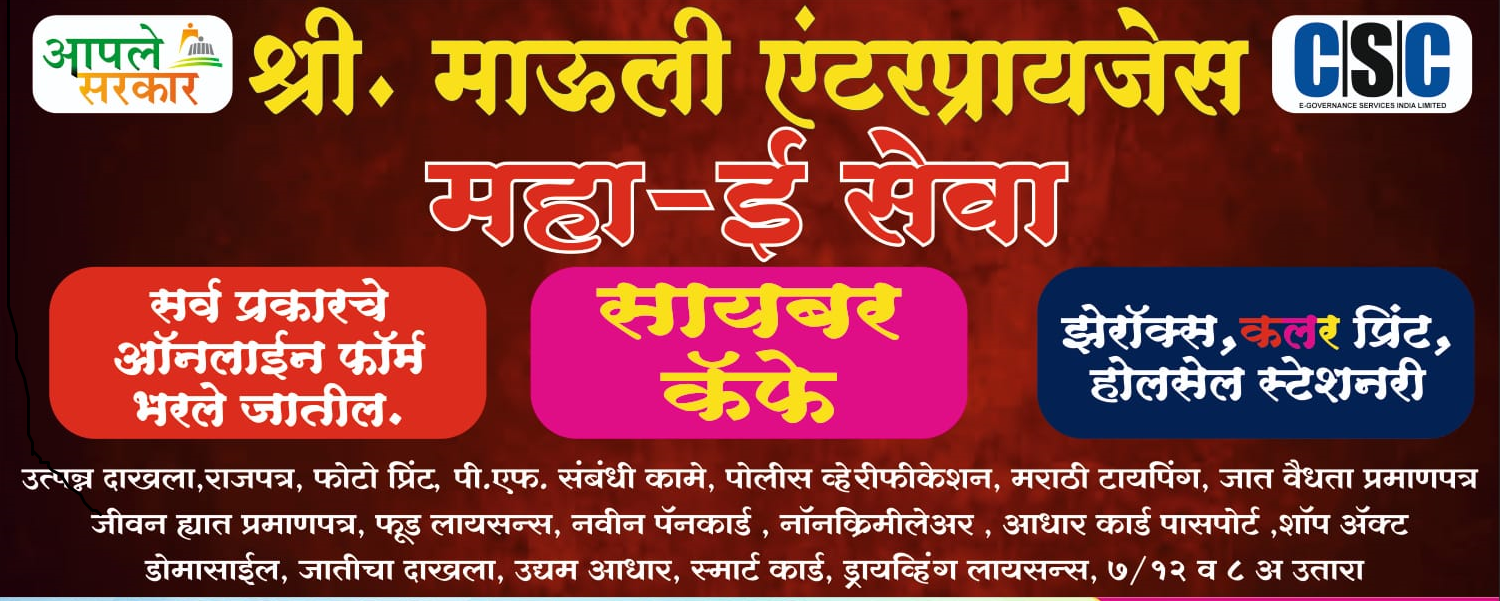 आपले
सरकार
श्री. माऊली एंटरप्रायजेस
CSC
E-GOVERNANCE SERVICES INDIA LIMITED
महा-ई सेवा
सर्व प्रकारचे
ऑनलाईन फॉर्म
भरले जातील.
सायबर
कॅफे
झेरॉक्स,कलर प्रिंट,
होलसेल स्टेशनरी
उत्पन्न दाखला,राजपत्र, फोटो प्रिंट, पी.एफ. संबंधी कामे, पोलीस व्हेरीफीकेशन, मराठी टायपिंग, जात वैधता प्रमाणपत्र
जीवन ह्यात प्रमाणपत्र, फूड लायसन्स, नवीन पॅनकार्ड , नॉनक्रिमीलेअर , आधार कार्ड पासपोर्ट ,शॉप ॲक्ट
डोमासाईल, जातीचा दाखला, उद्यम आधार, स्मार्ट कार्ड, ड्रायव्हिंग लायसन्स, ७/१२ व ८ अ उतारा